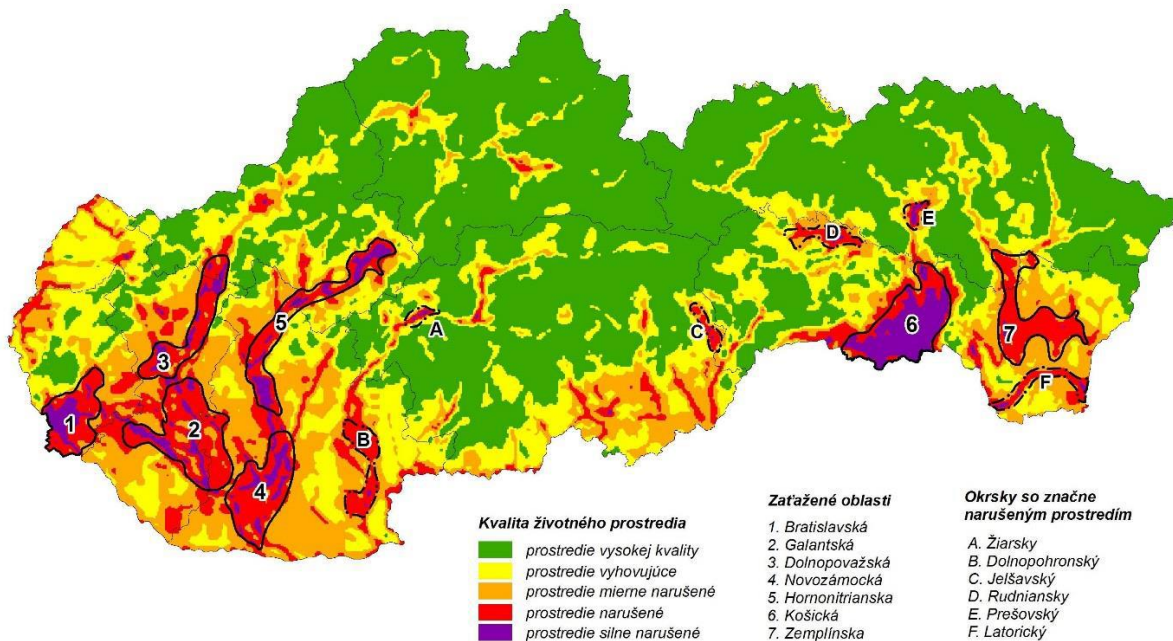 1
2
3
4
5
6
7
A
B
C
D
E
F
Kvalita životného prostredia
prostredie vysokej kvality
prostredie vyhovujúce
prostredie mierne narušené
prostredie narušené
prostredie silne narušené
Zaťažené oblasti
1. Bratislavská
2. Galantská
3. Dolnopovažská
4. Novozámocká
5. Hornonitrianska
6. Košická
7. Zemplínska
Okrsky so značne
narušeným prostredím
A. Žiarsky
B. Dolnopohronský
C. Jelšavský
D. Rudniansky
E. Prešovský
F. Latorický